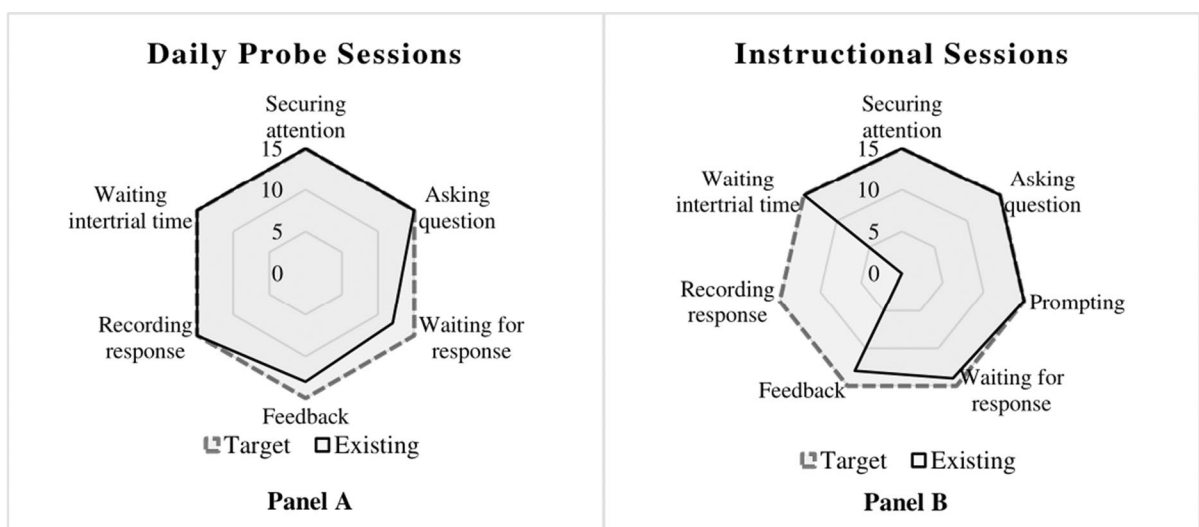 Daily Probe Sessions
Securing
attention
15
10
5
0
Asking
question
Waiting for
response
Feedback
Recording
response
Waiting
intertrial time
Target Existing
Panel A
Instructional Sessions
Securing
attention
15
10
5
0
Asking
question
Prompting
Waiting for
response
Feedback
Recording
response
Waiting
intertrial time
Target Existing
Panel B